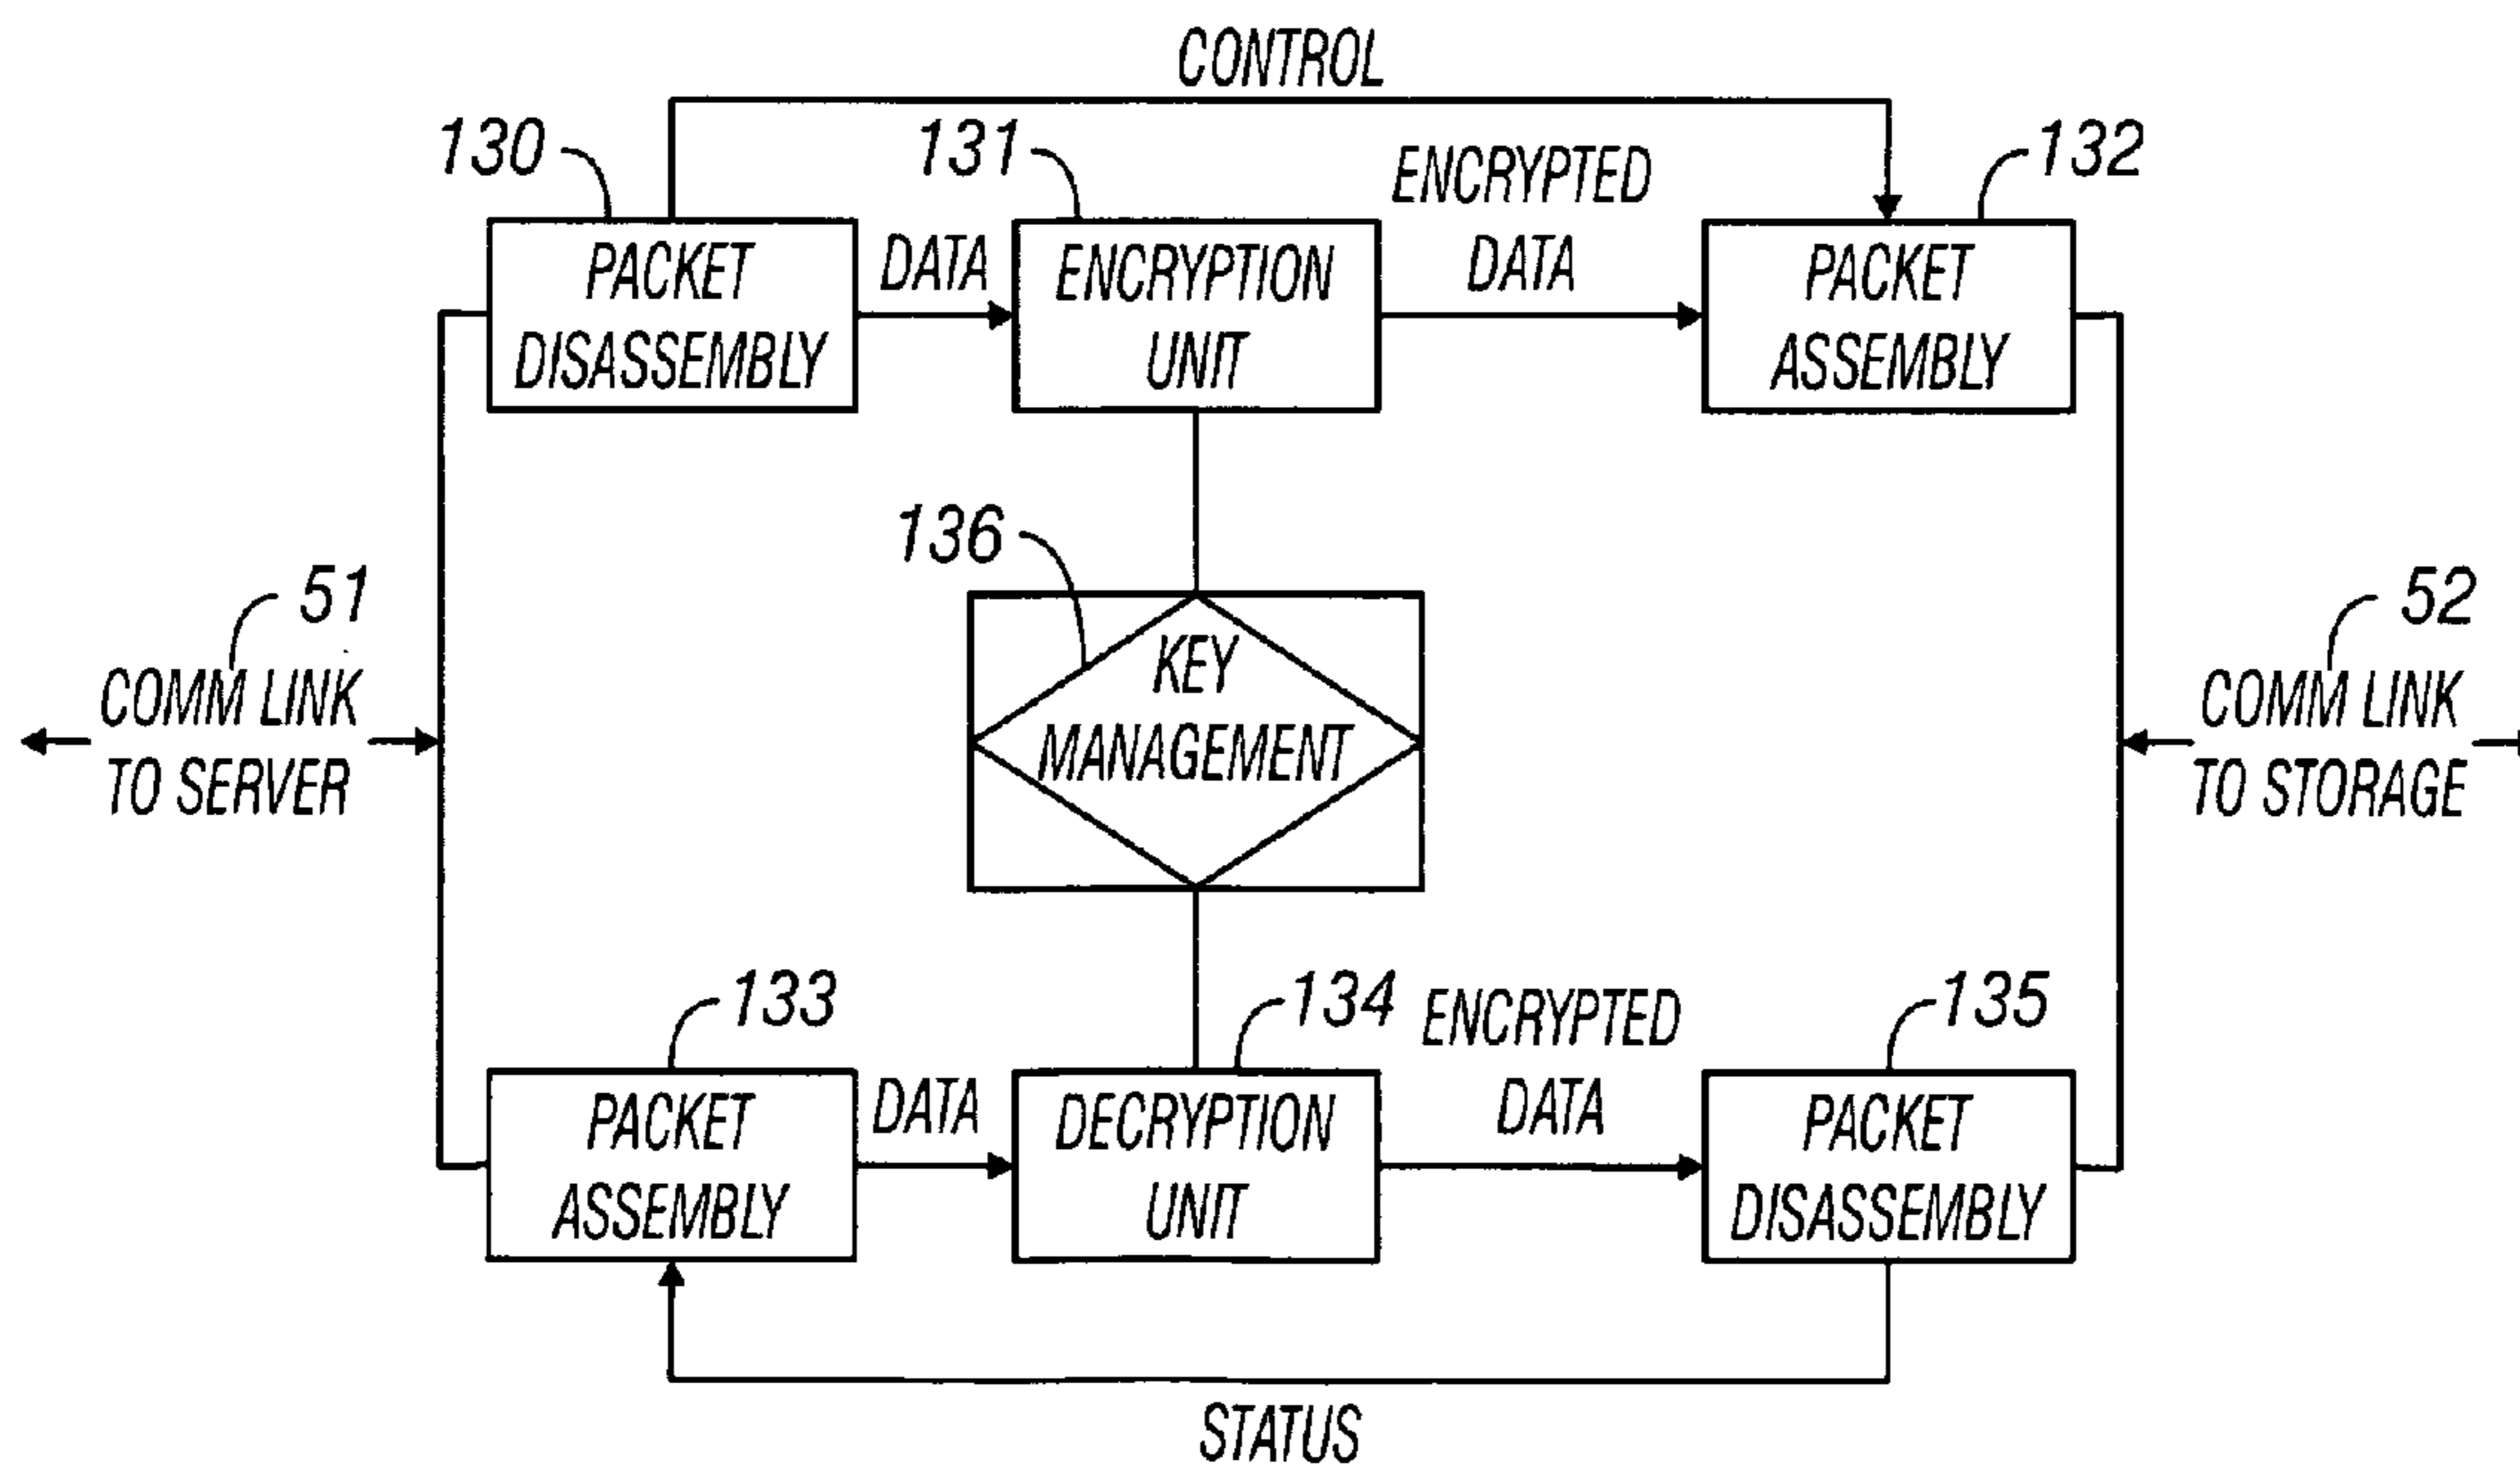 CONTROL
130
131
ENCRYPTED
132
PACKET
DISASSEMBLY
DATA
ENCRYPTION
UNIT
DATA
PACKET
ASSEMBLY
136
51
COMM LINK
TO SERVER
KEY
MANAGEMENT
52
COMM LINK
TO STORAGE
133
134
ENCRYPTED
135
PACKET
ASSEMBLY
DATA
DECRYPTION
UNIT
DATA
PACKET
DISASSEMBLY
STATUS